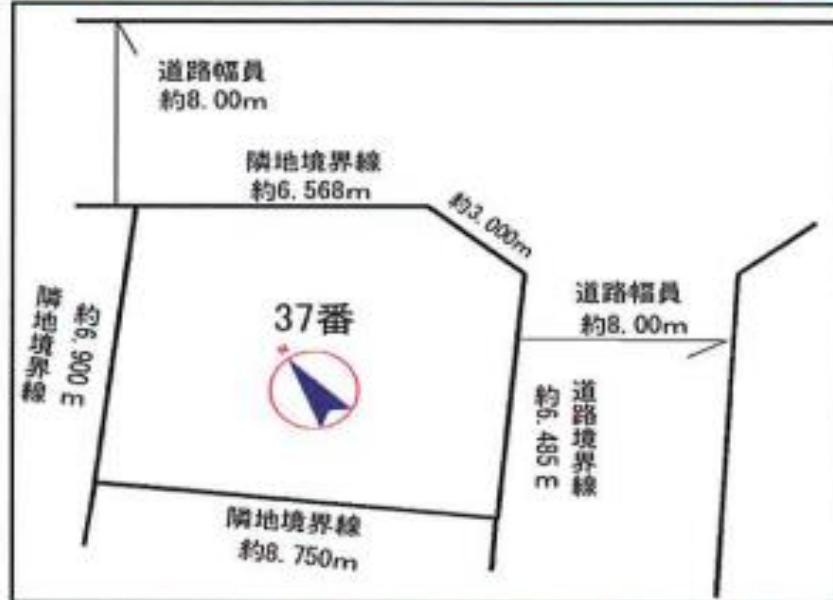 道路幅員
約8.00m
隣地境界線
約6.568m
約3.000m
道路幅員
約8.00m
37番
隣地境界線
約6.900m
道路境界線
約6.485m
隣地境界線
約8.750m